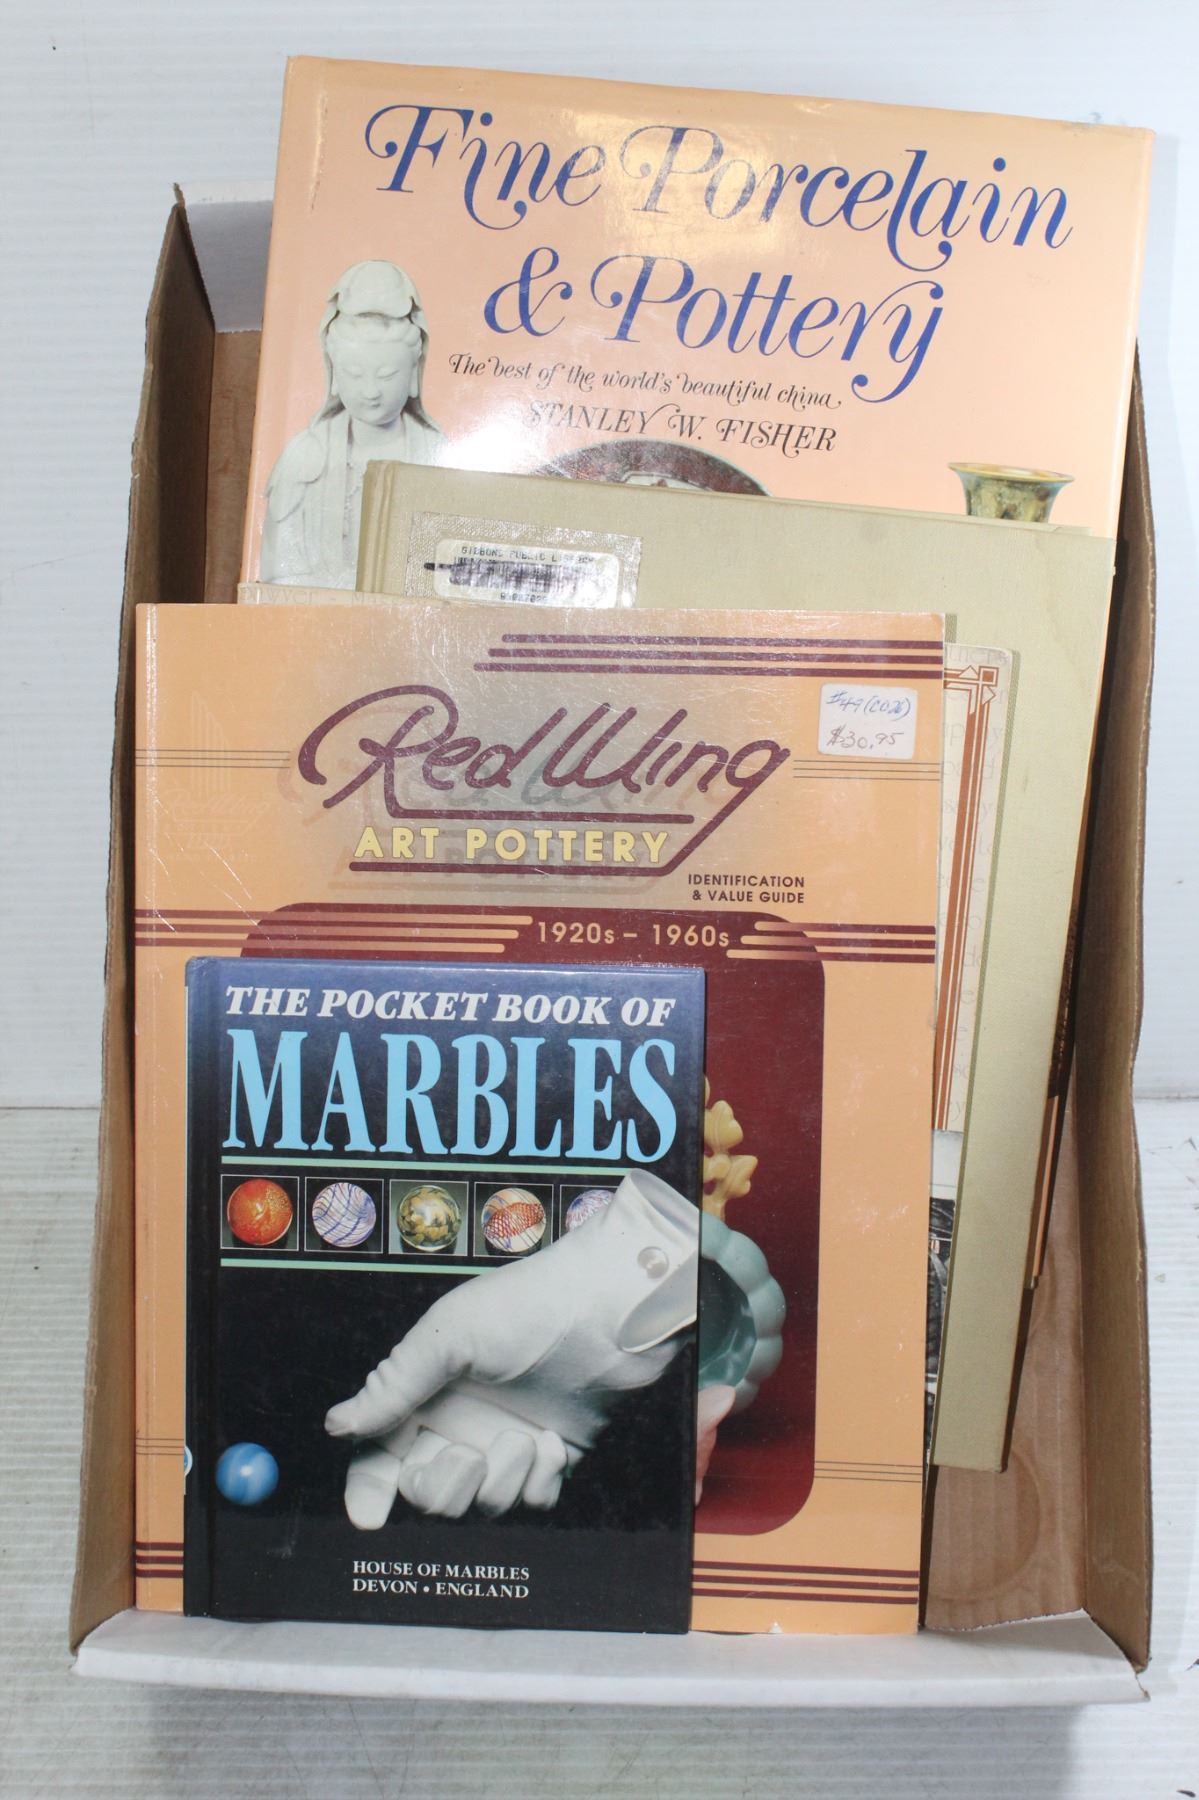 Fine Porcelain
& Pottery
The best of the world's beautiful china
STANLEY W. FISHER
GIBBONS PUBLIC
Red Wing
ART POTTERY
IDENTIFICATION
& VALUE GUIDE
1920s - 1960s
$30.95
THE POCKET BOOK OF
MARBLES
HOUSE OF MARBLES
DEVON • ENGLAND